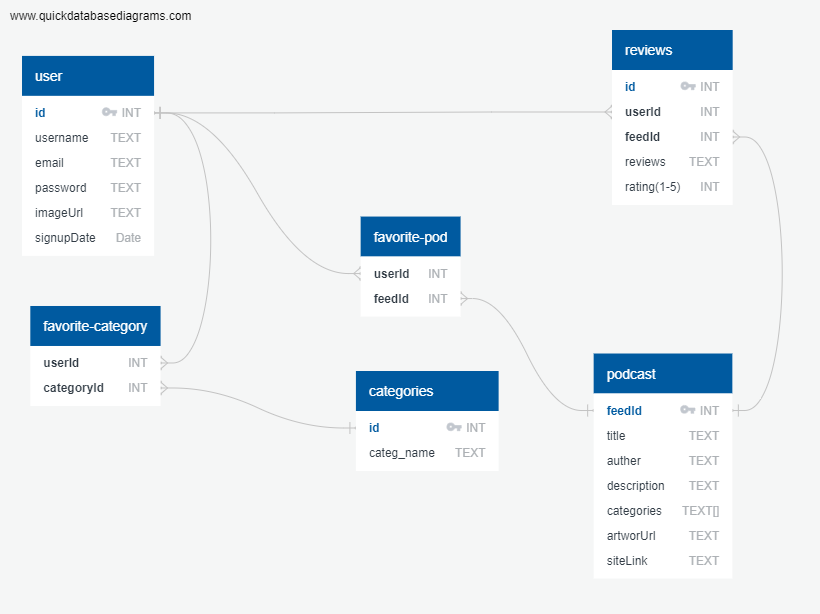 www.quickdatabasediagrams.com
user
id INT
username TEXT
email TEXT
password TEXT
imageUrl TEXT
signupDate Date
reviews
id INT
userId INT
feedId INT
reviews TEXT
rating(1-5) INT
favorite-pod
userId INT
feedId INT
favorite-category
userId INT
categoryId INT
categories
id INT
categ_name TEXT
podcast
feedId INT
title TEXT
auther TEXT
description TEXT
categories TEXT[]
artworUrl TEXT
siteLink TEXT